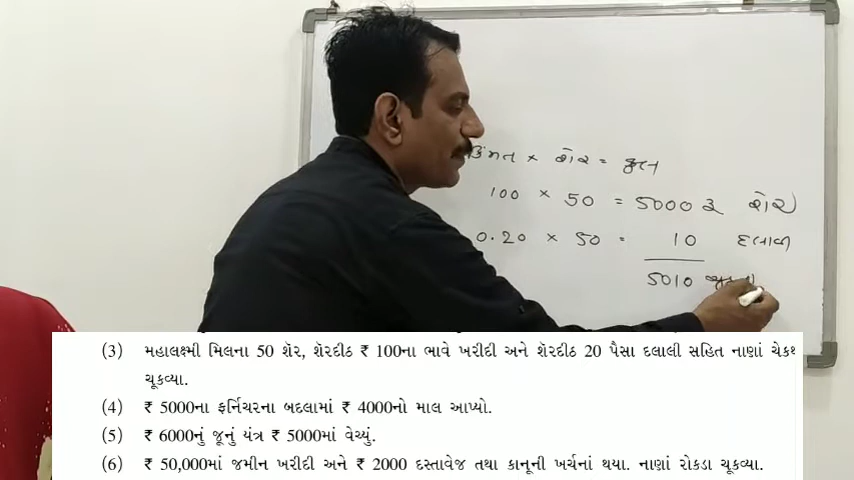 કિંમત × શેર = કુલ
100 × 50 = 5000 રૂ શેર
0.20 × 50 = 10 દલાલી
5010
(3) મહાલક્ષ્મી મિલના 50 શૅર, શૅરદીઠ ₹ 100ના ભાવે ખરીદી અને શૅરદીઠ 20 પૈસા દલાલી સહિત નાણાં ચેકથ
ચૂકવ્યા.
(4) ₹ 5000ના ફર્નિચરના બદલામાં ₹ 4000નો માલ આપ્યો.
(5) ₹ 6000નું જૂનું યંત્ર ₹ 5000માં વેચ્યું.
(6) ₹ 50,000માં જમીન ખરીદી અને ₹ 2000 દસ્તાવેજ તથા કાનૂની ખર્ચનાં થયા. નાણાં રોકડા ચૂકવ્યા.